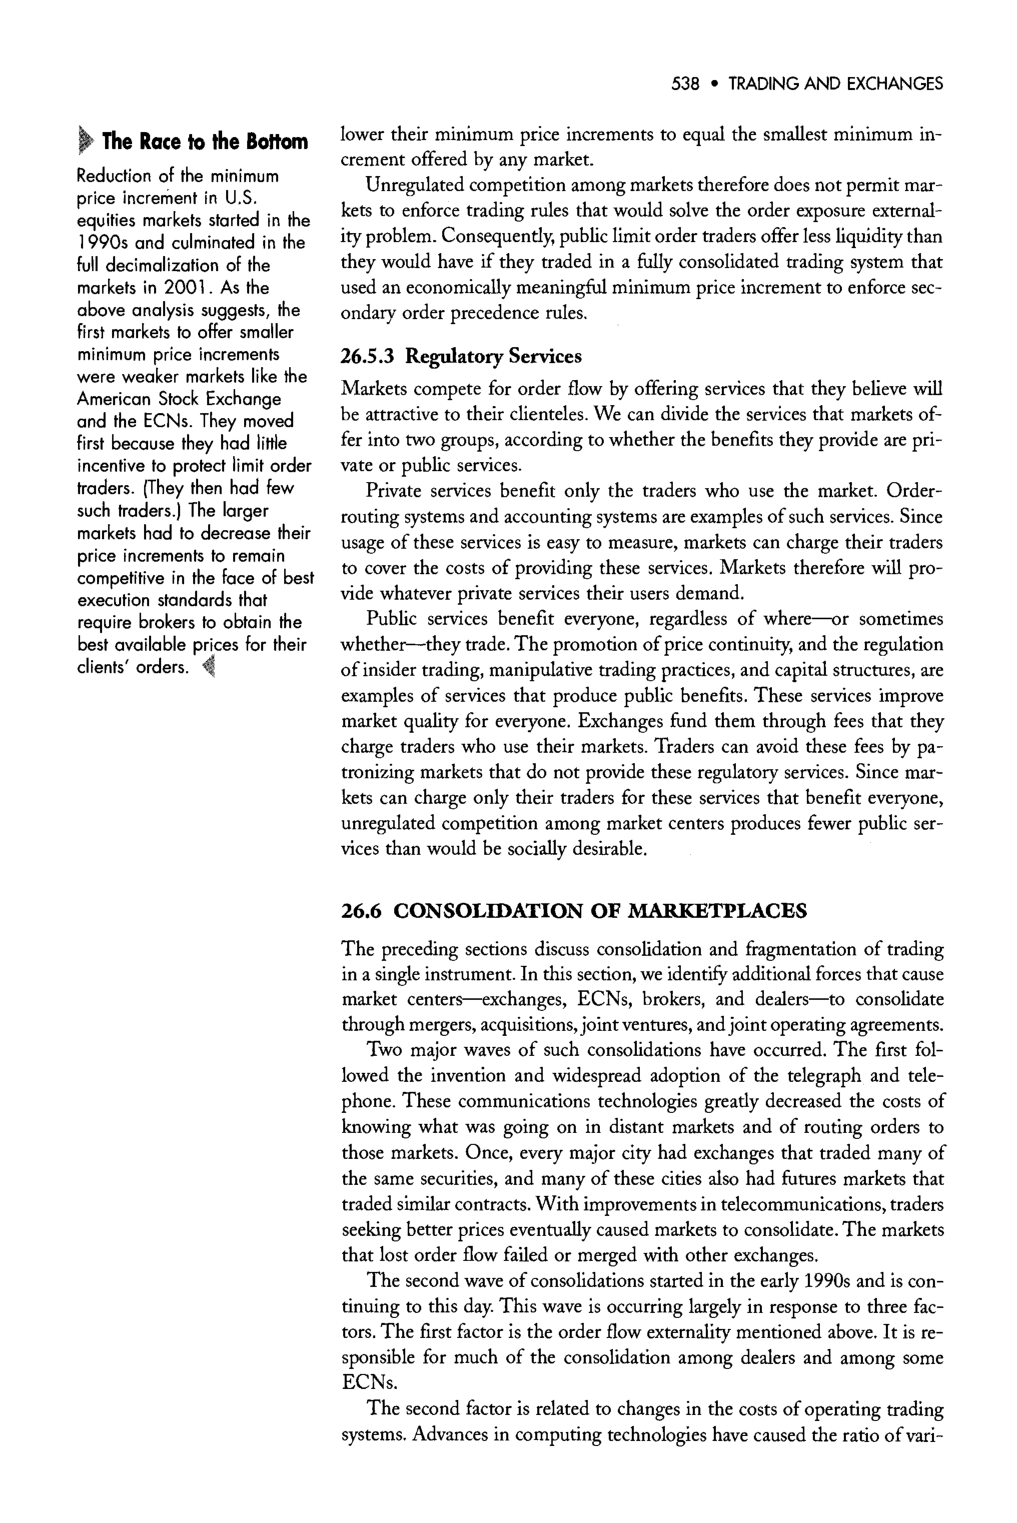 538 • TRADING AND EXCHANGES
The Race to the Bottom
Reduction of the minimum
price increment in U.S.
equities markets started in the
1990s and culminated in the
full decimalization of the
markets in 2001. As the
above analysis suggests, the
first markets to offer smaller
minimum price increments
were weaker markets like the
American Stock Exchange
and the ECNs. They moved
first because they had little
incentive to protect limit order
traders. (They then had few
such traders.) The larger
markets had to decrease their
price increments to remain
competitive in the face of best
execution standards that
require brokers to obtain the
best available prices for their
clients' orders.
lower their minimum price increments to equal the smallest minimum in-
crement offered by any market.
Unregulated competition among markets therefore does not permit mar-
kets to enforce trading rules that would solve the order exposure external-
ity problem. Consequently, public limit order traders offer less liquidity than
they would have if they traded in a fully consolidated trading system that
used an economically meaningful minimum price increment to enforce sec-
ondary order precedence rules.
26.5.3 Regulatory Services
Markets compete for order flow by offering services that they believe will
be attractive to their clienteles. We can divide the services that markets of-
fer into two groups, according to whether the benefits they provide are pri-
vate or public services.
Private services benefit only the traders who use the market. Order-
routing systems and accounting systems are examples of such services. Since
usage of these services is easy to measure, markets can charge their traders
to cover the costs of providing these services. Markets therefore will pro-
vide whatever private services their users demand.
Public services benefit everyone, regardless of where—or sometimes
whether—they trade. The promotion of price continuity, and the regulation
of insider trading, manipulative trading practices, and capital structures, are
examples of services that produce public benefits. These services improve
market quality for everyone. Exchanges fund them through fees that they
charge traders who use their markets. Traders can avoid these fees by pa-
tronizing markets that do not provide these regulatory services. Since mar-
kets can charge only their traders for these services that benefit everyone,
unregulated competition among market centers produces fewer public ser-
vices than would be socially desirable.
26.6 CONSOLIDATION OF MARKETPLACES
The preceding sections discuss consolidation and fragmentation of trading
in a single instrument. In this section, we identify additional forces that cause
market centers—exchanges, ECNs, brokers, and dealers—to consolidate
through mergers, acquisitions, joint ventures, and joint operating agreements.
Two major waves of such consolidations have occurred. The first fol-
lowed the invention and widespread adoption of the telegraph and tele-
phone. These communications technologies greatly decreased the costs of
knowing what was going on in distant markets and of routing orders to
those markets. Once, every major city had exchanges that traded many of
the same securities, and many of these cities also had futures markets that
traded similar contracts. With improvements in telecommunications, traders
seeking better prices eventually caused markets to consolidate. The markets
that lost order flow failed or merged with other exchanges.
The second wave of consolidations started in the early 1990s and is con-
tinuing to this day. This wave is occurring largely in response to three fac-
tors. The first factor is the order flow externality mentioned above. It is re-
sponsible for much of the consolidation among dealers and among some
ECNs.
The second factor is related to changes in the costs of operating trading
systems. Advances in computing technologies have caused the ratio of vari-